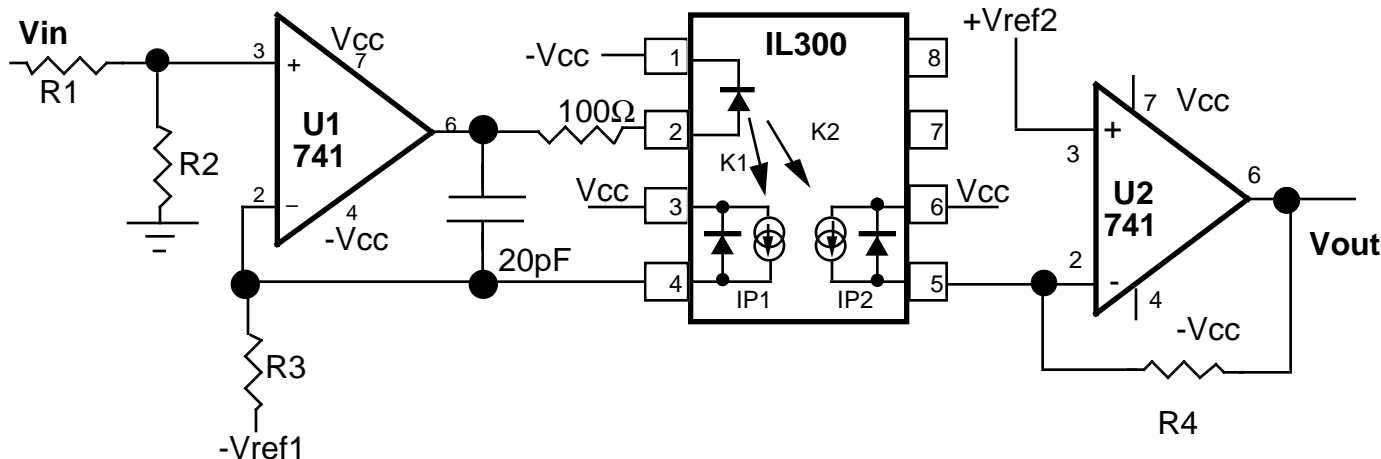 Vin
R1
R2
3
+
Vcc
7
U1
741
6
2
–
4
-Vcc
20pF
R3
-Vref1
100Ω
-Vcc
Vcc
IL300
1
2
3
4
K1
K2
IP1
IP2
8
7
6
5
Vcc
+Vref2
7
Vcc
+
3
U2
741
6
2
-
4
-Vcc
Vout
R4